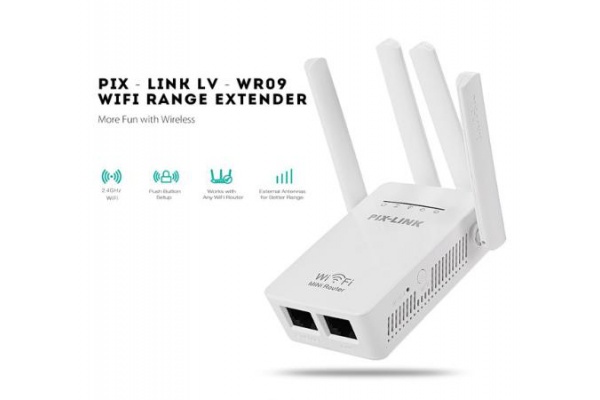 PIX - LINK LV - WR09
WIFI RANGE EXTENDER
More Fun with Wireless
2.4GHz
WiFi
Push Button
Setup
Works with
Any WiFi Router
External Antennas
for Better Range
PIX-LINK
WiFi
MiNi Router